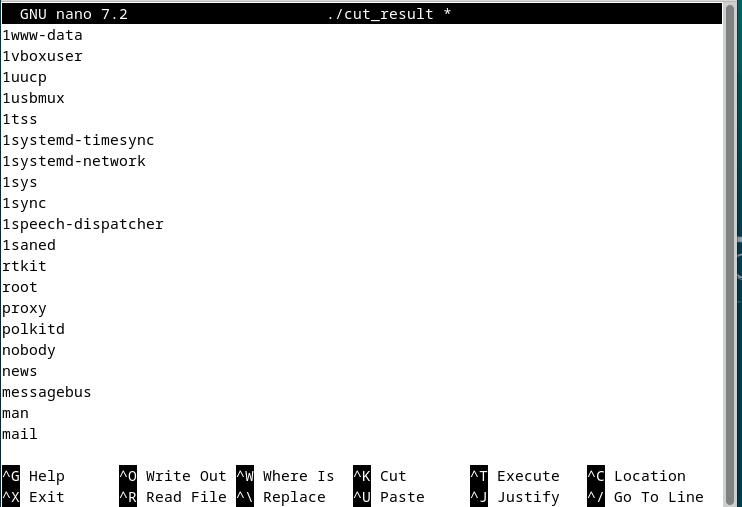 GNU nano 7.2 ./cut_result *
1www-data
1vboxuser
1uucp
1usbmux
1tss
1systemd-timesync
1systemd-network
1sys
1sync
1speech-dispatcher
1saned
rtkit
root
proxy
polkitd
nobody
news
messagebus
man
mail
^G Help ^O Write Out ^W Where Is ^K Cut ^T Execute ^C Location
^X Exit ^R Read File ^\ Replace ^U Paste ^J Justify ^/ Go To Line